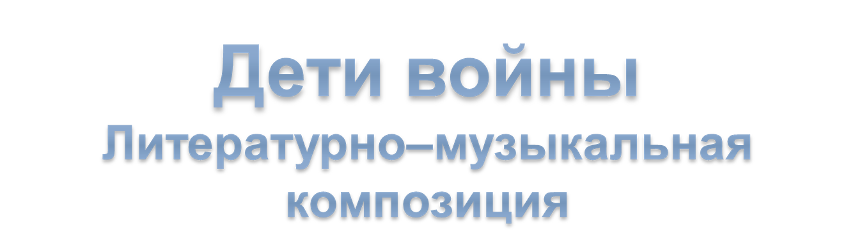 Дети войны
Литературно–музыкальная
композиция